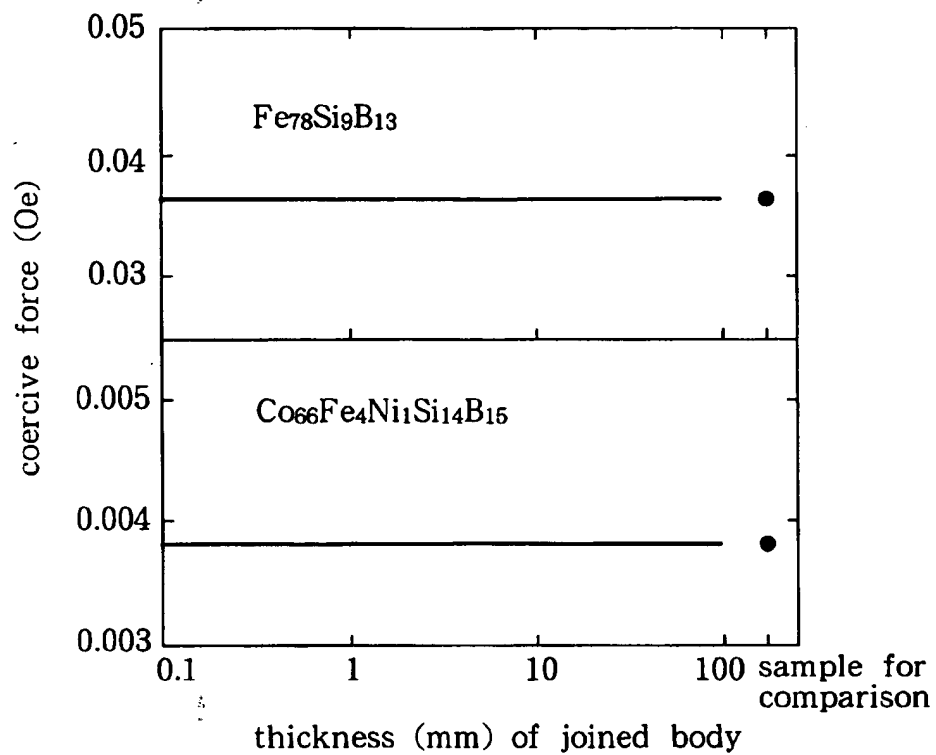 0.05
Fe₇₈Si₉B₁₃
0.04
0.03
coercive force (Oe)
0.005
Co₆₆Fe₄Ni₁Si₁₄B₁₅
0.004
0.003
0.1 1 10 100 sample for
comparison
thickness (mm) of joined body